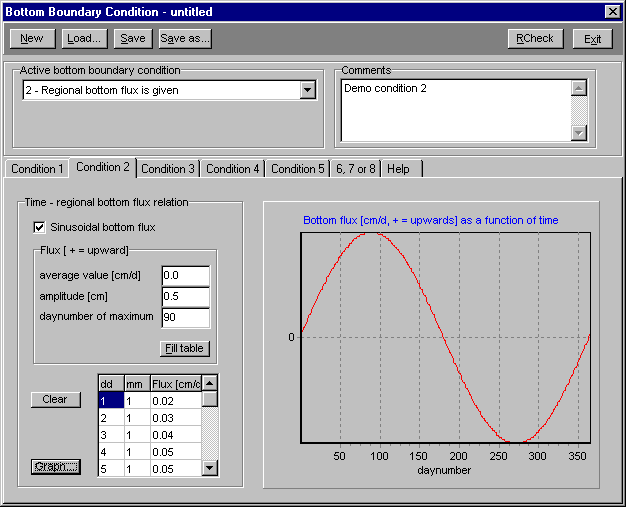 Bottom Boundary Condition - untitled
New Load... Save Save as... RCheck Exit
Active bottom boundary condition
2 - Regional bottom flux is given
Comments
Demo condition 2
Condition 1 Condition 2 Condition 3 Condition 4 Condition 5 6, 7 or 8 Help
Time - regional bottom flux relation
Sinusoidal bottom flux
Flux [ + = upward]
average value [cm/d] 0.0
amplitude [cm] 0.5
daynumber of maximum 90
Fill table
Clear
Graph...
dd mm Flux [cm/d
1 1 0.02
2 1 0.03
3 1 0.04
4 1 0.05
5 1 0.05
Bottom flux [cm/d, + = upwards] as a function of time
0
50 100 150 200 250 300 350
daynumber